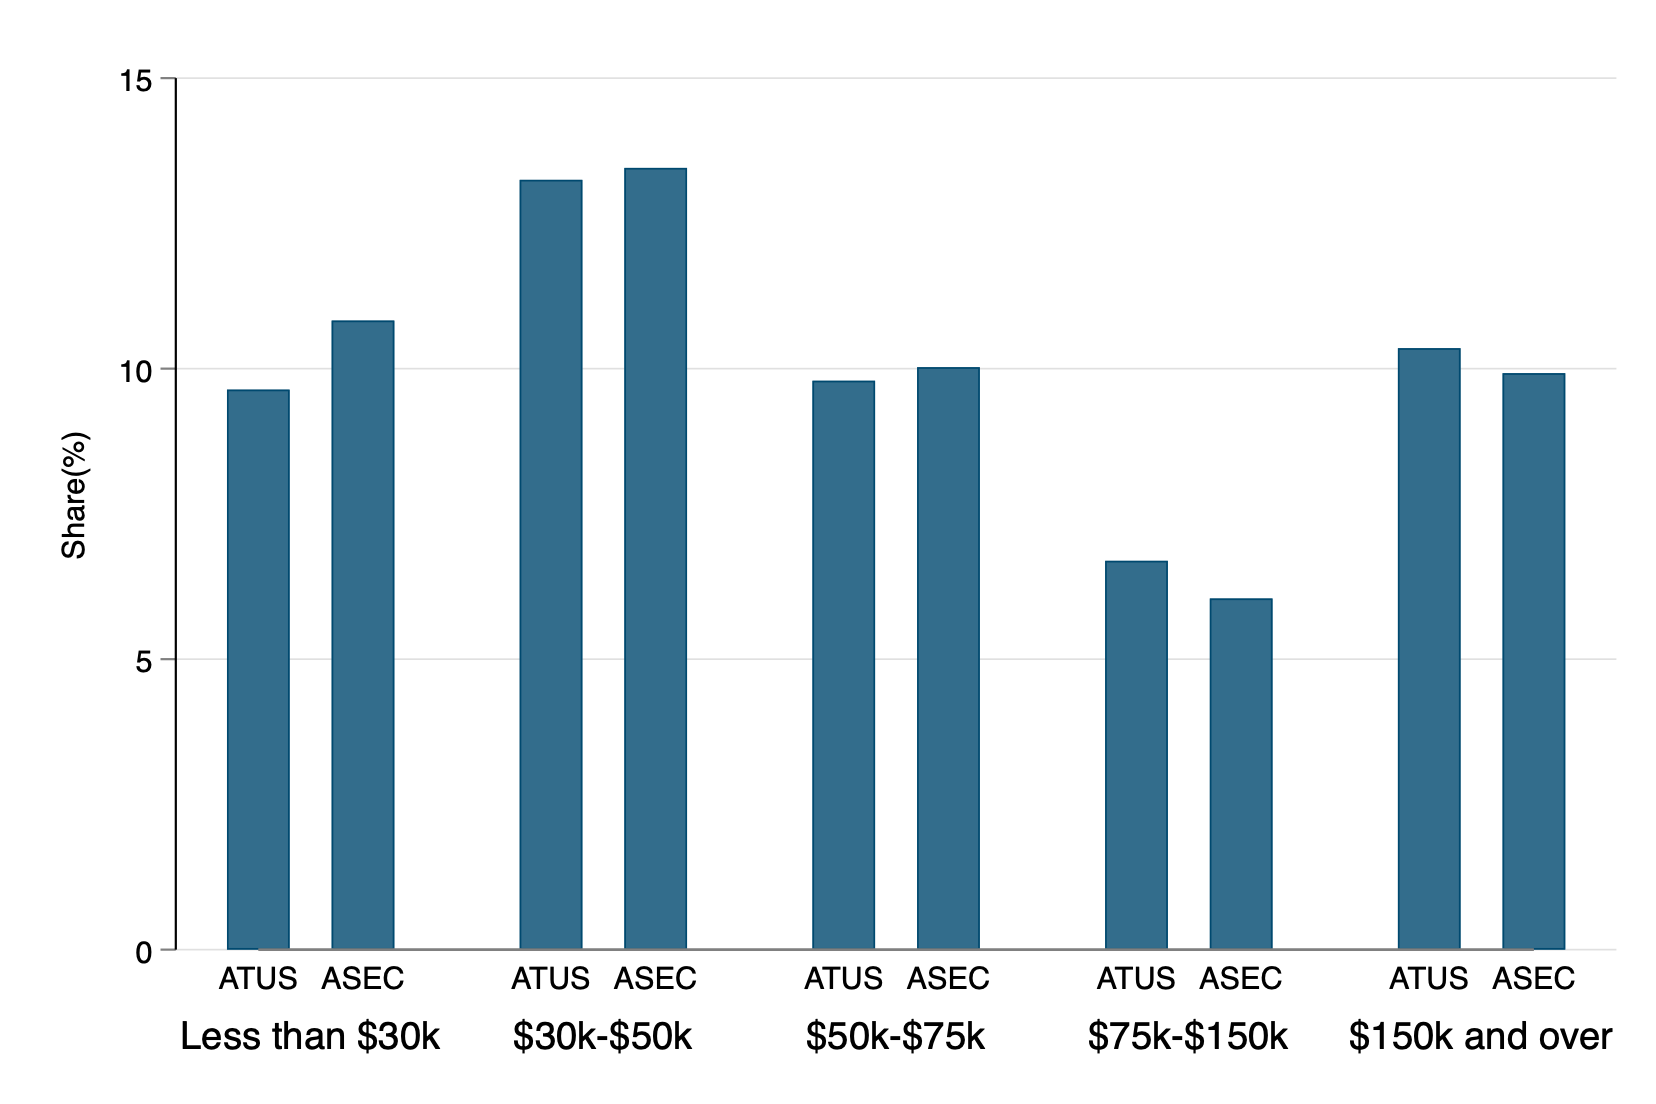 15
10
5
0
Share(%)
ATUS ASEC ATUS ASEC ATUS ASEC ATUS ASEC ATUS ASEC
Less than $30k $30k-$50k $50k-$75k $75k-$150k $150k and over